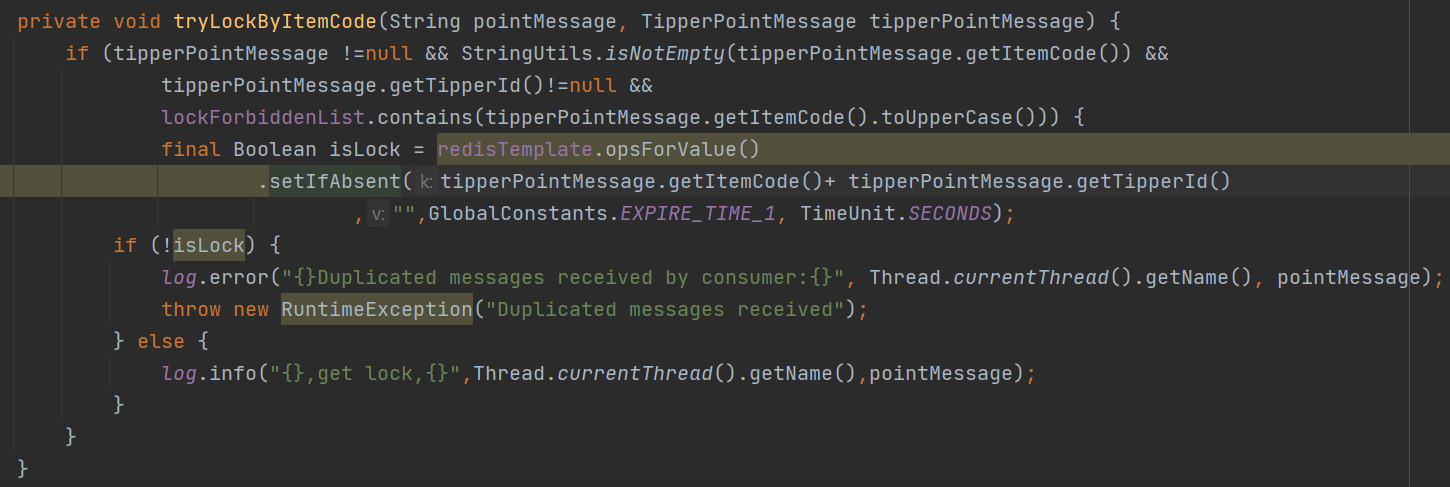 private void tryLockByItemCode(String pointMessage, TipperPointMessage tipperPointMessage) {
if (tipperPointMessage !=null && StringUtils.isNotEmpty(tipperPointMessage.getItemCode()) &&
tipperPointMessage.getTipperId()!=null &&
lockForbiddenList.contains(tipperPointMessage.getItemCode().toUpperCase())) {
final Boolean isLock = redisTemplate.opsForValue()
.setIfAbsent( k: tipperPointMessage.getItemCode()+ tipperPointMessage.getTipperId()
, v: "",GlobalConstants.EXPIRE_TIME_1, TimeUnit.SECONDS);
if (!isLock) {
log.error("{}Duplicated messages received by consumer:{}", Thread.currentThread().getName(), pointMessage);
throw new RuntimeException("Duplicated messages received");
} else {
log.info("{},get lock,{}",Thread.currentThread().getName(),pointMessage);
}
}
}